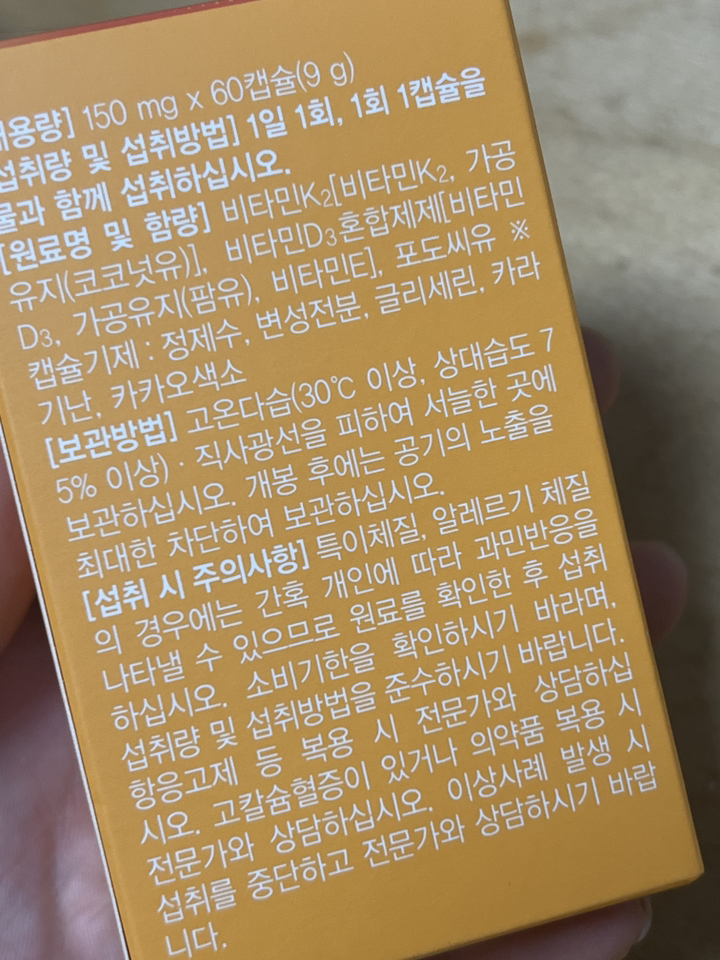 내용량] 150 mg x 60캡슐(9 g)
섭취량 및 섭취방법] 1일 1회, 1회 1캡슐을
물과 함께 섭취하십시오.
[원료명 및 함량] 비타민K₂[비타민K₂, 가공
유지(코코넛유)], 비타민D₃혼합제제[비타민
D₃, 가공유지(팜유), 비타민E], 포도씨유 ※
캡슐기제 : 정제수, 변성전분, 글리세린, 카라
기난, 카카오색소
[보관방법] 고온다습(30℃ 이상, 상대습도 7
5% 이상) · 직사광선을 피하여 서늘한 곳에
보관하십시오. 개봉 후에는 공기의 노출을
최대한 차단하여 보관하십시오.
[섭취 시 주의사항] 특이체질, 알레르기 체질
의 경우에는 간혹 개인에 따라 과민반응을
나타낼 수 있으므로 원료를 확인한 후 섭취
하십시오. 소비기한을 확인하시기 바라며,
섭취량 및 섭취방법을 준수하시기 바랍니다.
항응고제 등 복용 시 전문가와 상담하십
시오. 고칼슘혈증이 있거나 의약품 복용 시
전문가와 상담하십시오. 이상사례 발생 시
섭취를 중단하고 전문가와 상담하시기 바랍
니다.